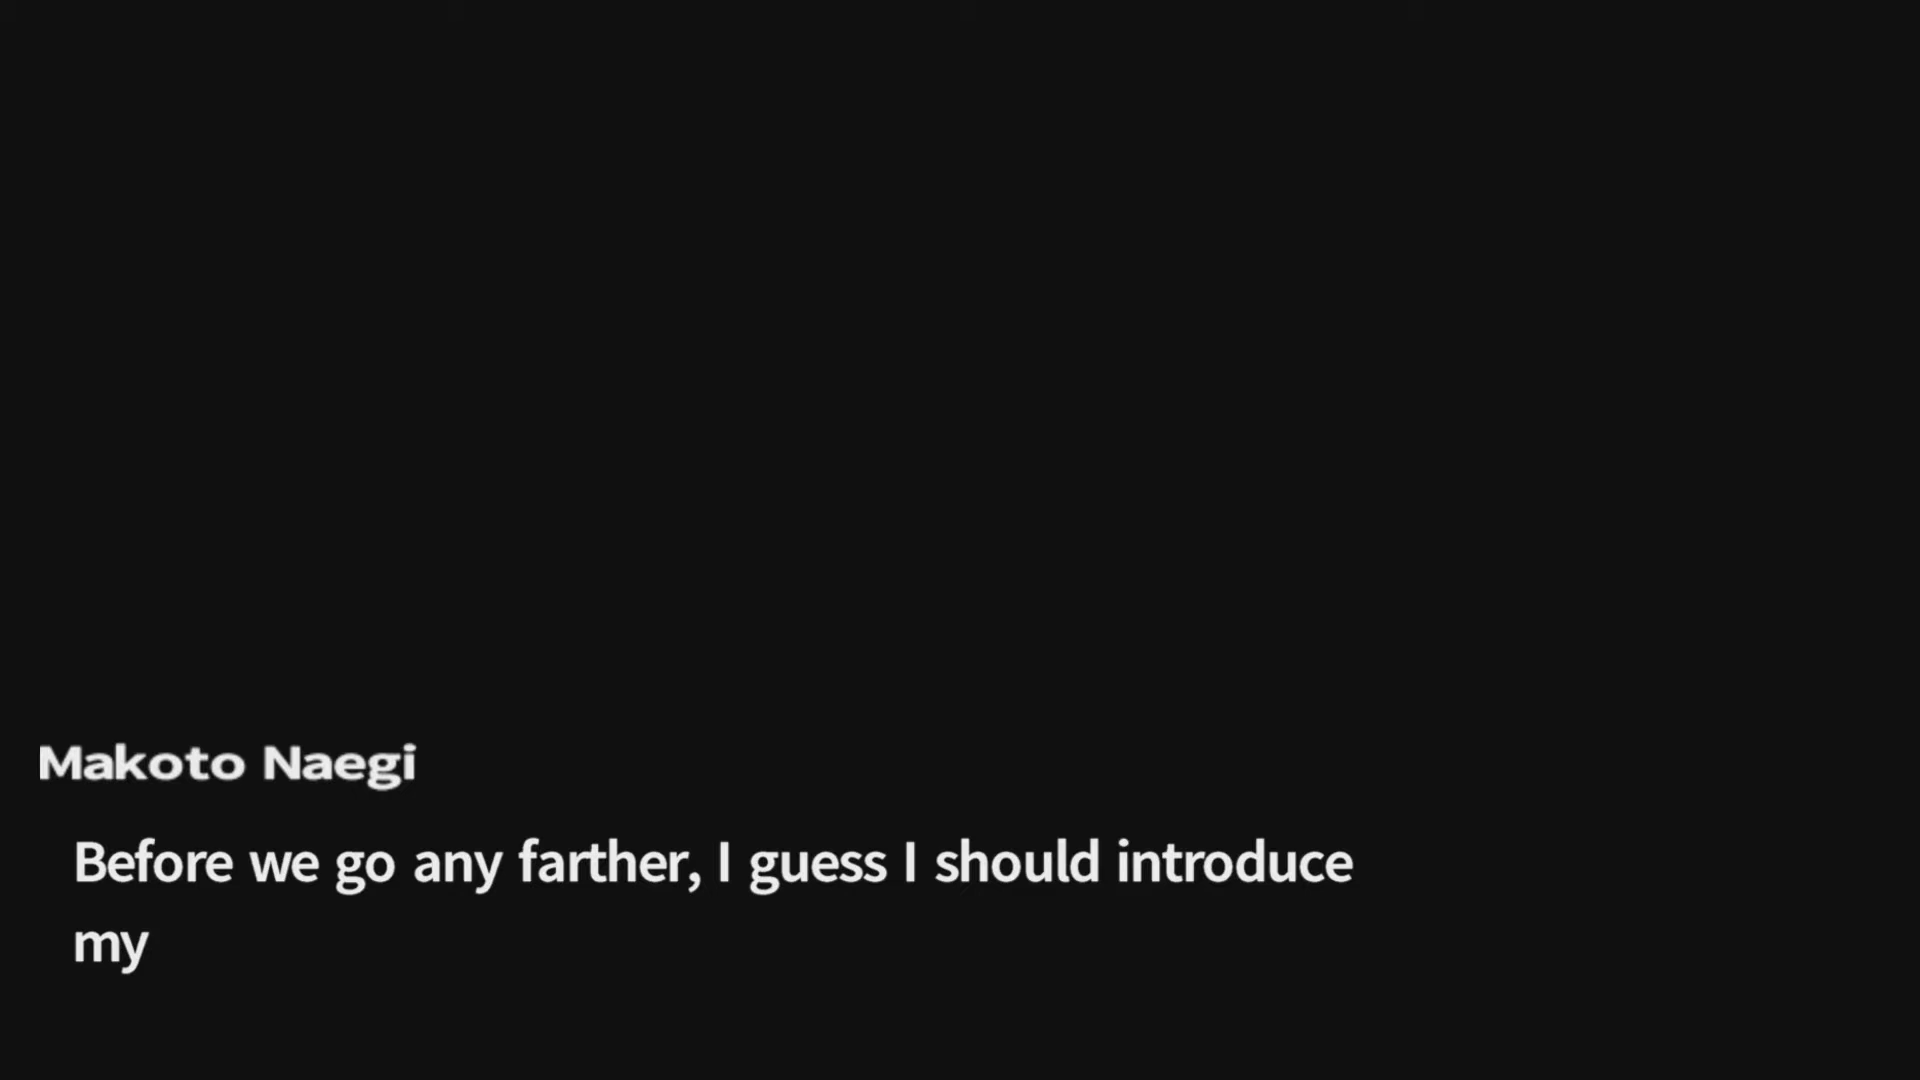 Makoto Naegi
Before we go any farther, I guess I should introduce
my